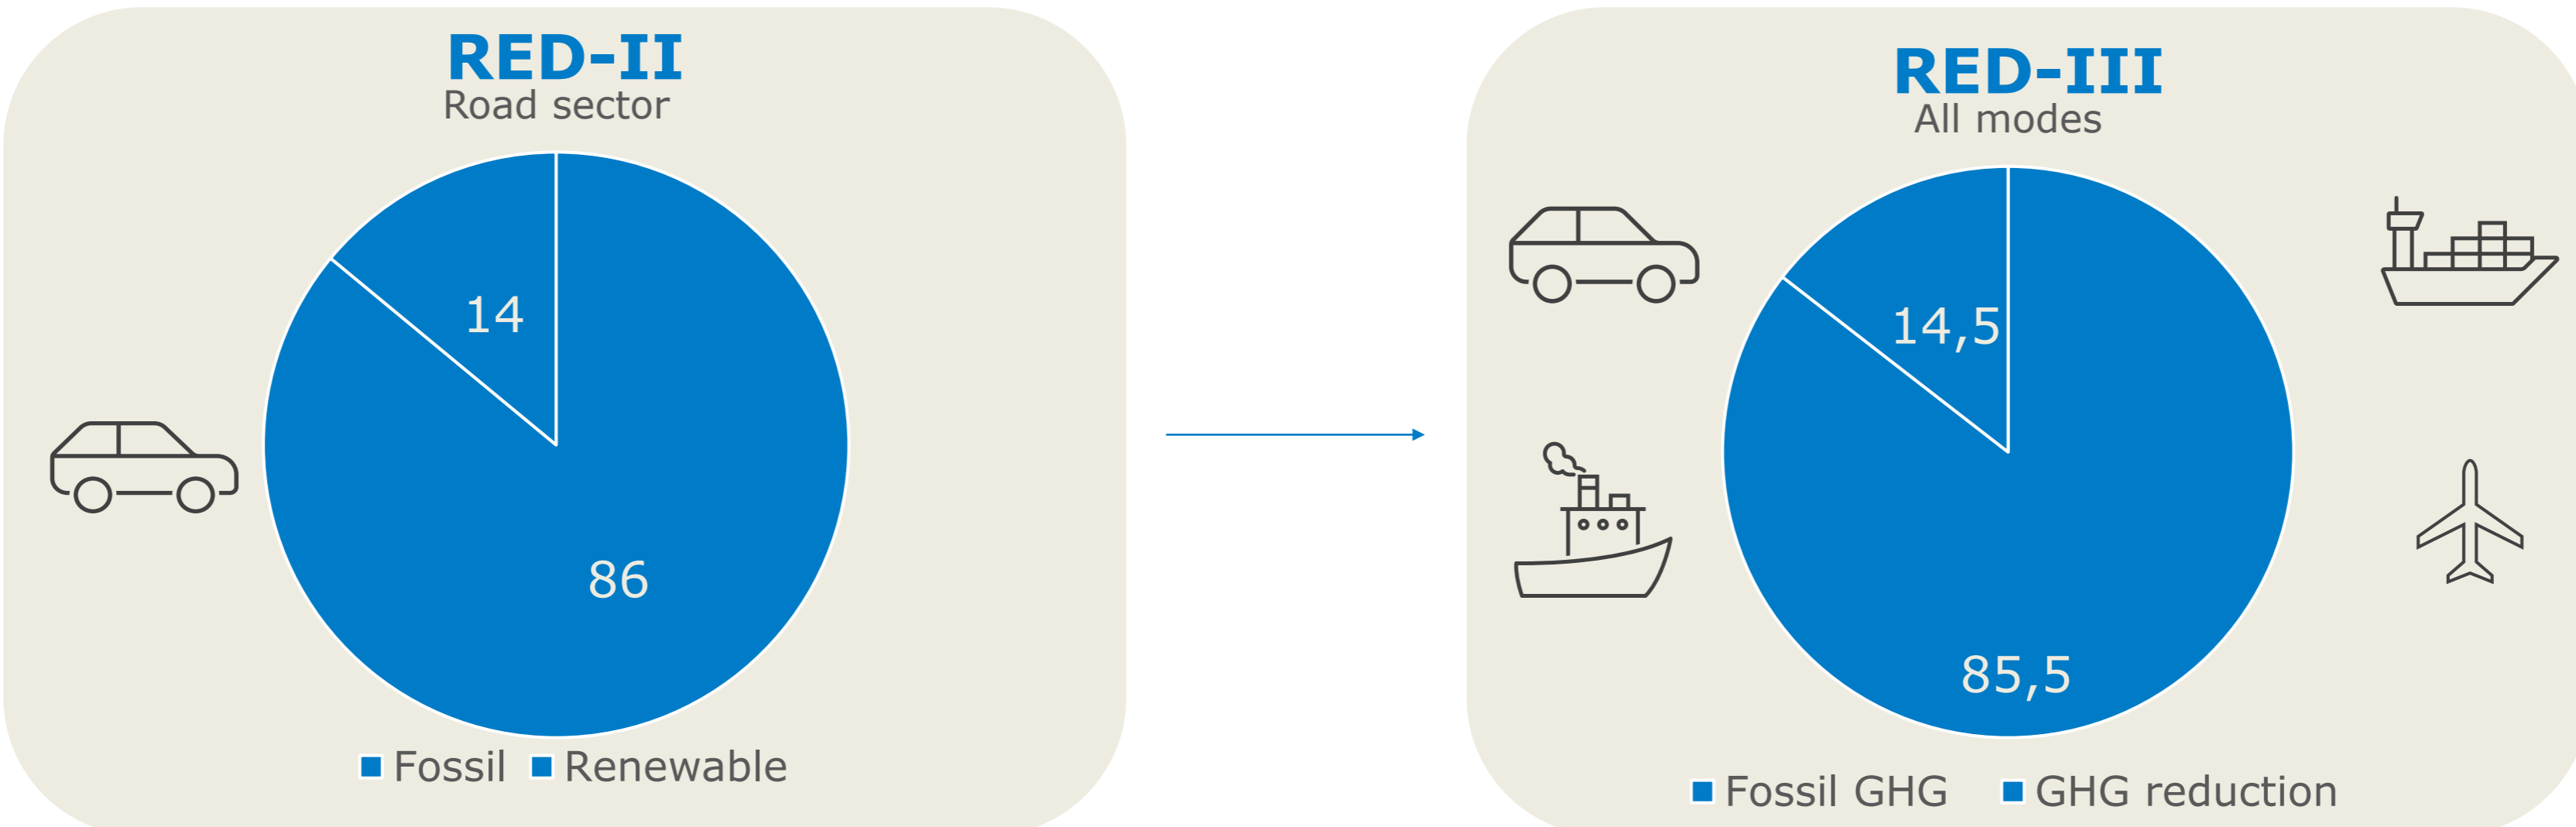 RED-II
Road sector
14
86
Fossil Renewable
RED-III
All modes
14,5
85,5
Fossil GHG GHG reduction